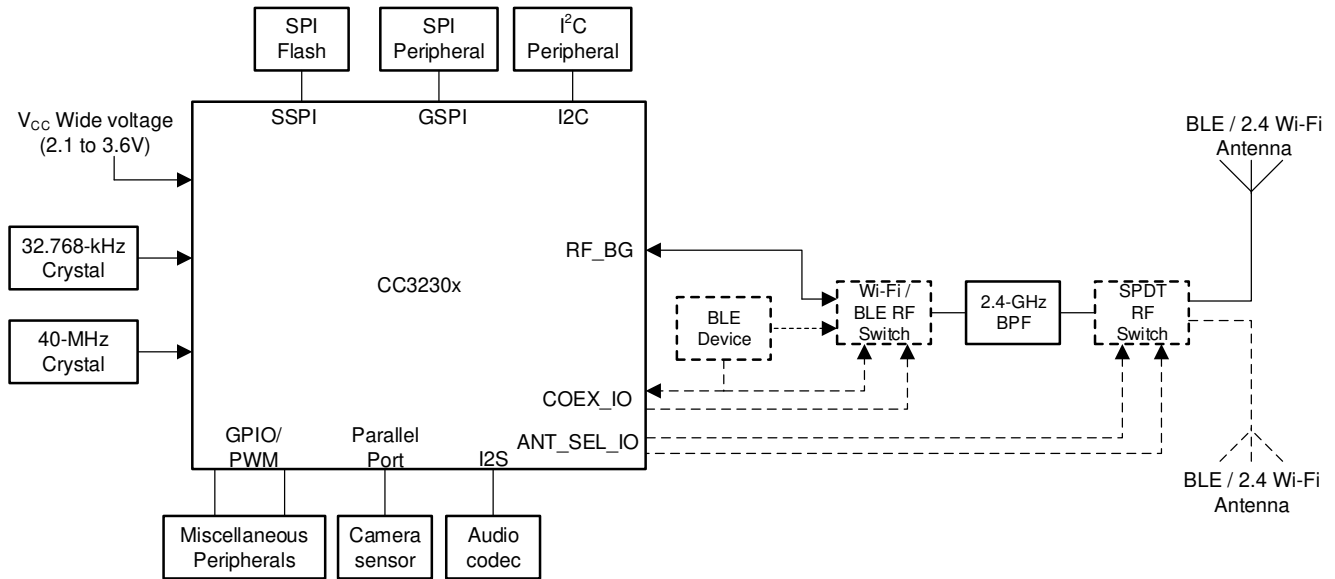 SPI
Flash
SPI
Peripheral
I²C
Peripheral
SSPI
GSPI
I2C
V_CC Wide voltage
(2.1 to 3.6V)
BLE / 2.4 Wi-Fi
Antenna
32.768-kHz
Crystal
RF_BG
CC3230x
BLE
Device
Wi-Fi /
BLE RF
Switch
2.4-GHz
BPF
SPDT
RF
Switch
40-MHz
Crystal
COEX_IO
ANT_SEL_IO
GPIO/
PWM
Parallel
Port
I2S
BLE / 2.4 Wi-Fi
Antenna
Miscellaneous
Peripherals
Camera
sensor
Audio
codec